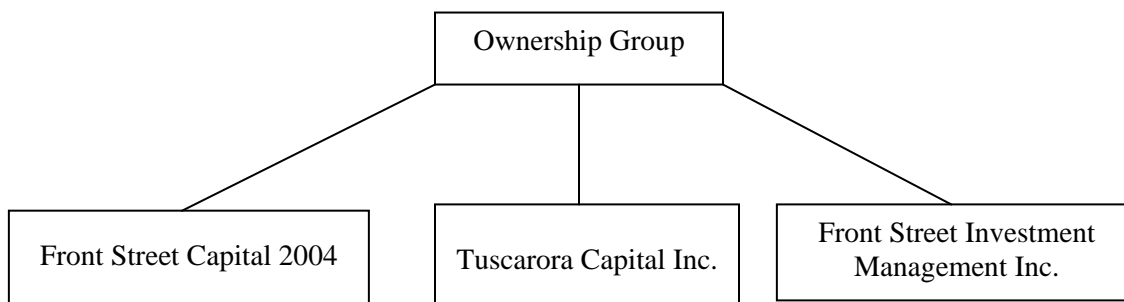 Ownership Group
Front Street Capital 2004
Tuscarora Capital Inc.
Front Street Investment
Management Inc.